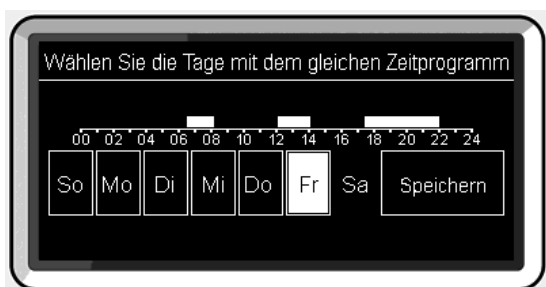 Wählen Sie die Tage mit dem gleichen Zeitprogramm
00 02 04 06 08 10 12 14 16 18 20 22 24
So Mo Di Mi Do Fr Sa Speichern